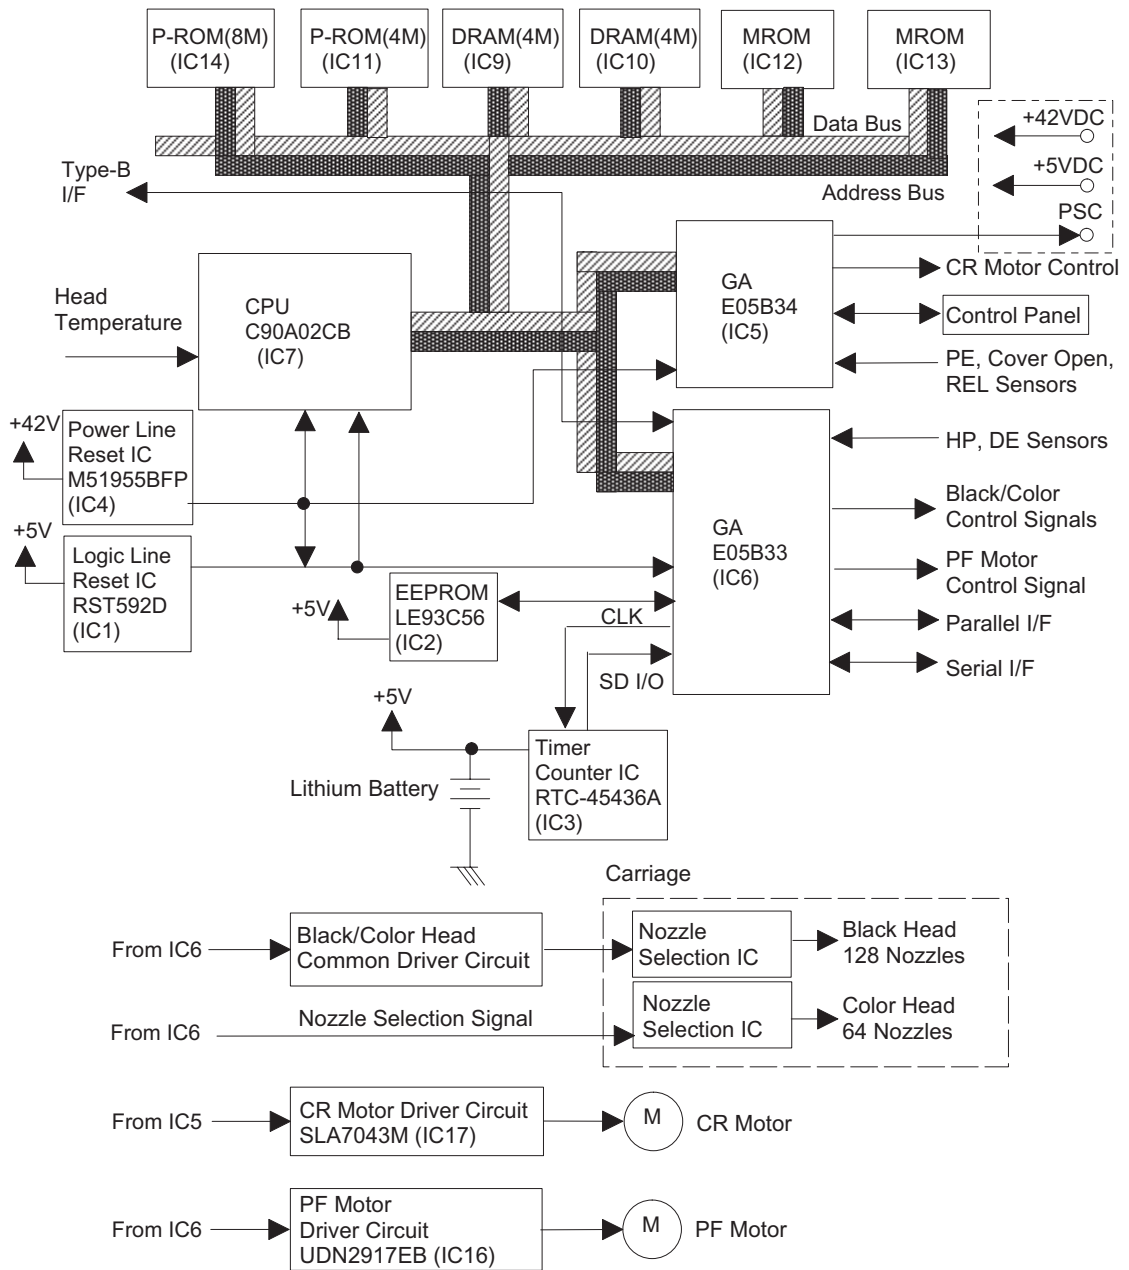 P-ROM(8M)
(IC14)
P-ROM(4M)
(IC11)
DRAM(4M)
(IC9)
DRAM(4M)
(IC10)
MROM
(IC12)
MROM
(IC13)
Data Bus
+42VDC
Type-B
I/F
+5VDC
Address Bus
PSC
Head
Temperature
CPU
C90A02CB
(IC7)
GA
E05B34
(IC5)
CR Motor Control
Control Panel
PE, Cover Open,
REL Sensors
+42V
Power Line
Reset IC
M51955BFP
(IC4)
HP, DE Sensors
Black/Color
Control Signals
+5V
Logic Line
Reset IC
RST592D
(IC1)
GA
E05B33
(IC6)
PF Motor
Control Signal
+5V
EEPROM
LE93C56
(IC2)
CLK
Parallel I/F
SD I/O
Serial I/F
+5V
Lithium Battery
Timer
Counter IC
RTC-45436A
(IC3)
Carriage
From IC6
Black/Color Head
Common Driver Circuit
Nozzle
Selection IC
Black Head
128 Nozzles
From IC6
Nozzle Selection Signal
Nozzle
Selection IC
Color Head
64 Nozzles
From IC5
CR Motor Driver Circuit
SLA7043M (IC17)
M
CR Motor
From IC6
PF Motor
Driver Circuit
UDN2917EB (IC16)
M
PF Motor